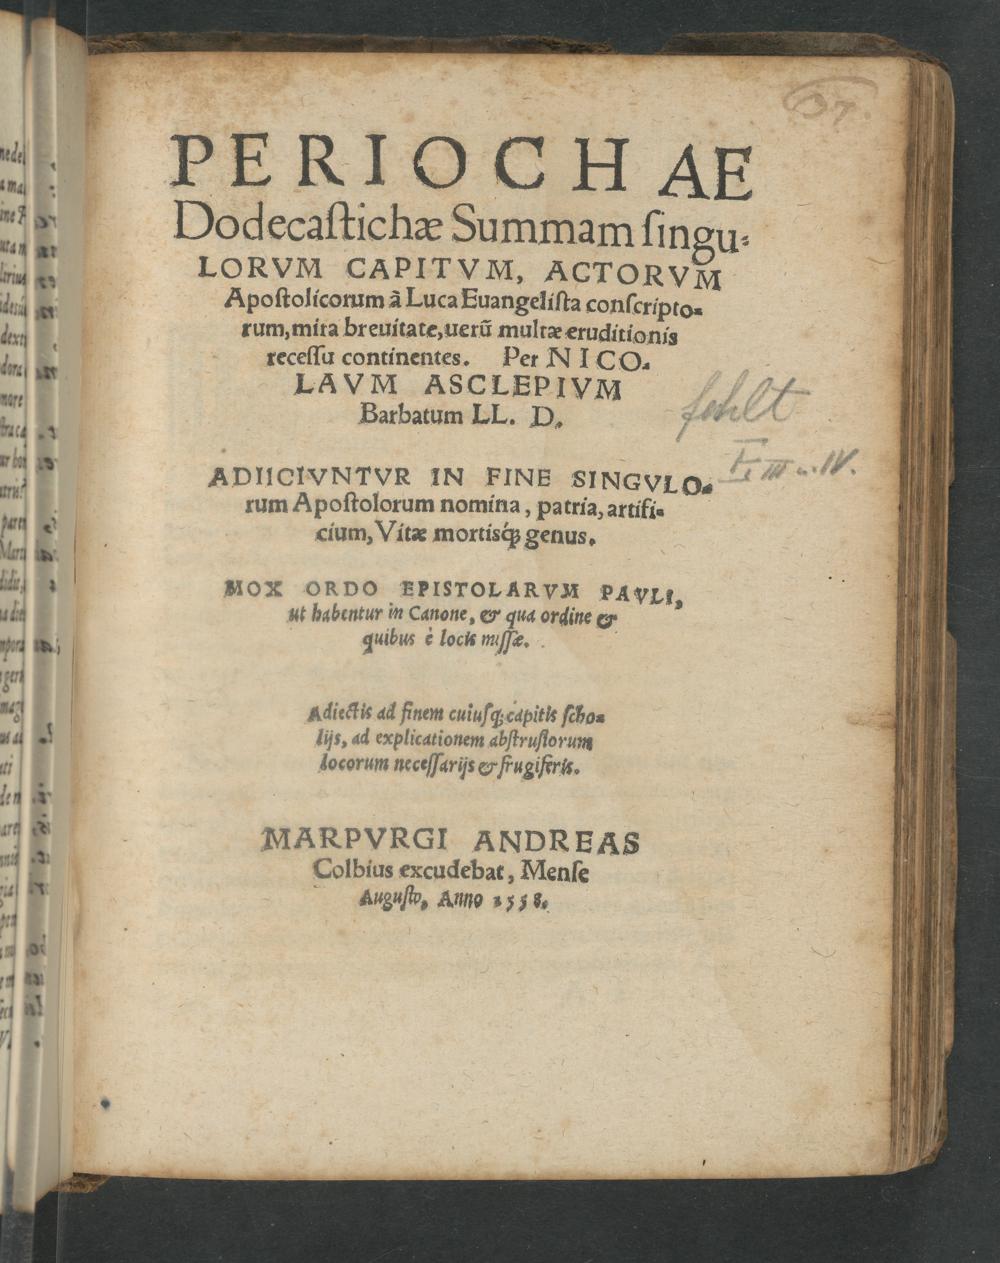 07.
PERIOCHAE
Dodecaſtichæ Summam ſingu⸗
LORVM CAPITVM, ACTORVM
Apoſtolicorum à Luca Euangeliſta conſcripto⸗
rum, mira breuitate, uerũ multæ eruditionis
receſſu continentes. Per NICO⸗
LAVM ASCLEPIVM
Barbatum LL. D.
fehlt
E III u. IV.
ADIICIVNTVR IN FINE SINGVLO⸗
rum Apoſtolorum nomina, patria, artifi⸗
cium, Vitæ mortisq́; genus.
MOX ORDO EPISTOLARVM PAVLI,
ut habentur in Canone, & qua ordine &
quibus è locis miſſæ.
Adiectis ad finem cuiuſq; capitis ſcho⸗
lijs, ad explicationem abſtruſiorum
locorum neceſſarijs & frugiferis.
MARPVRGI ANDREAS
Colbius excudebat, Menſe
Auguſto, Anno 1558.